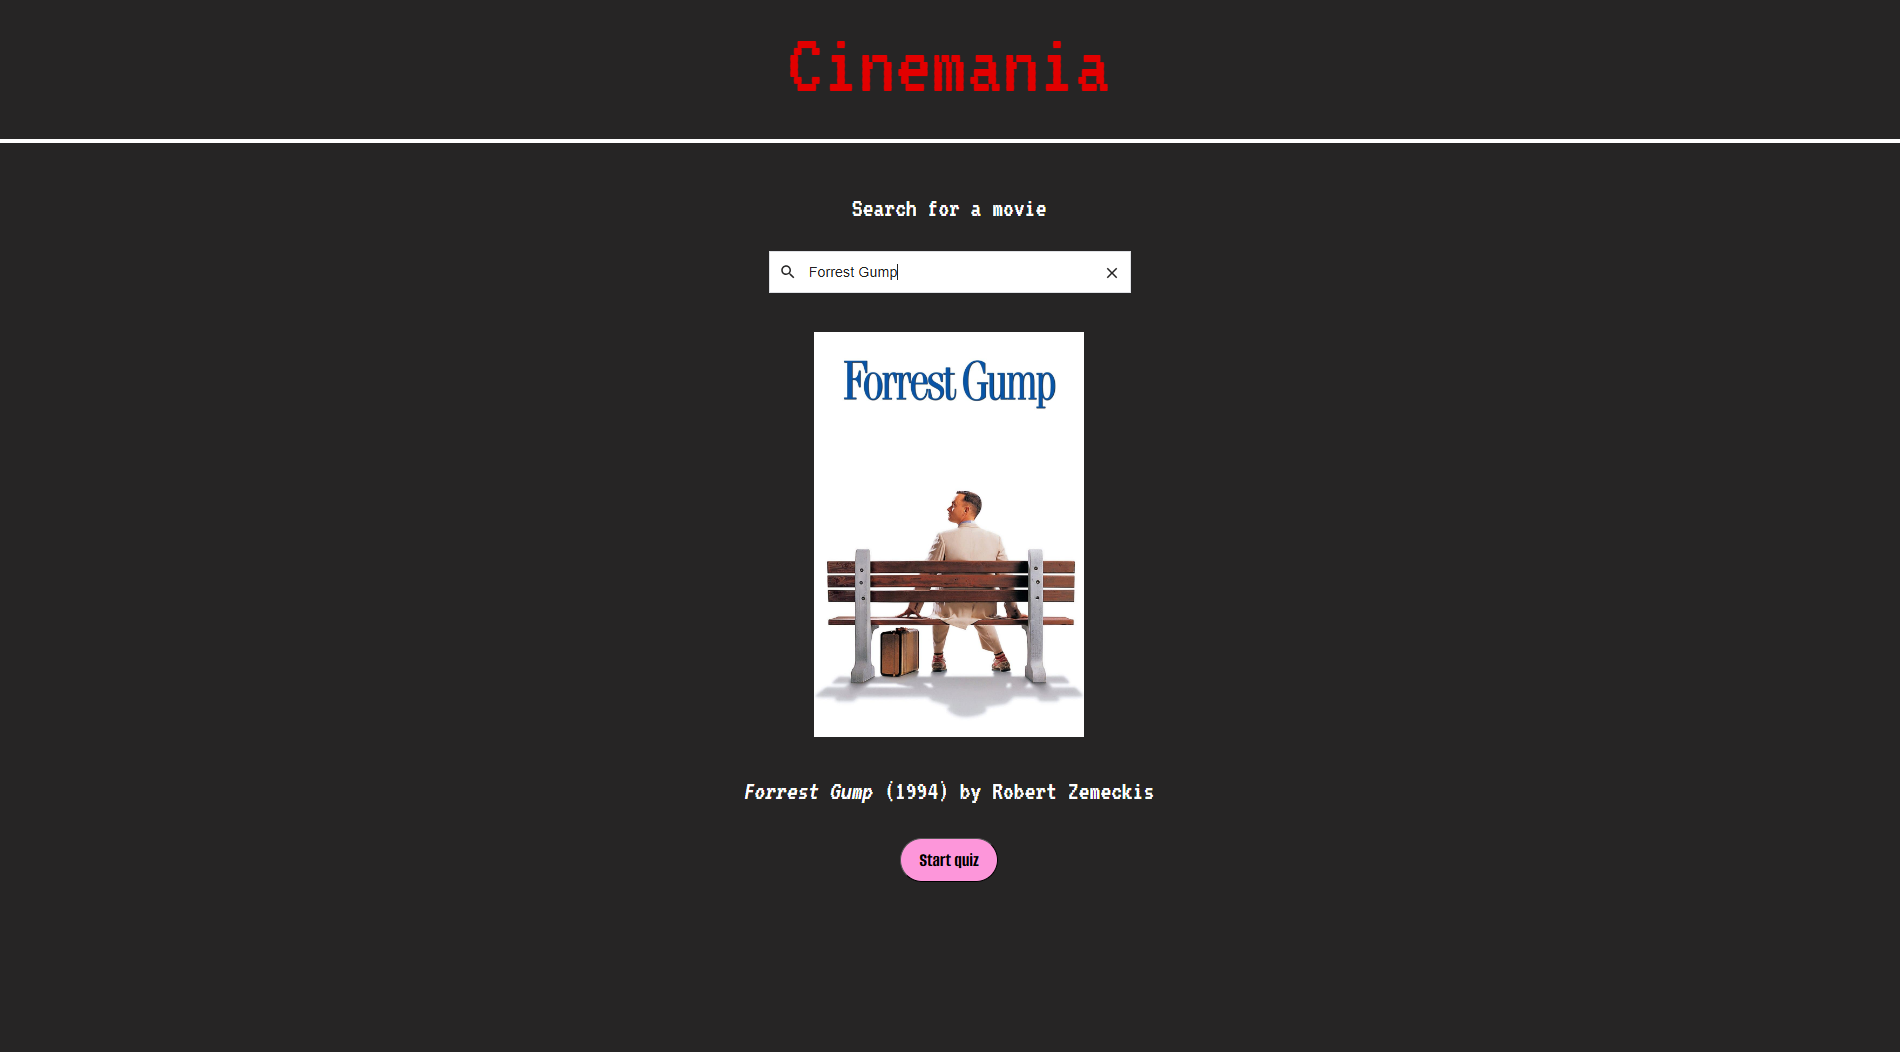 Cinemania
Search for a movie
Forrest Gump
Forrest Gump
Forrest Gump (1994) by Robert Zemeckis
Start quiz